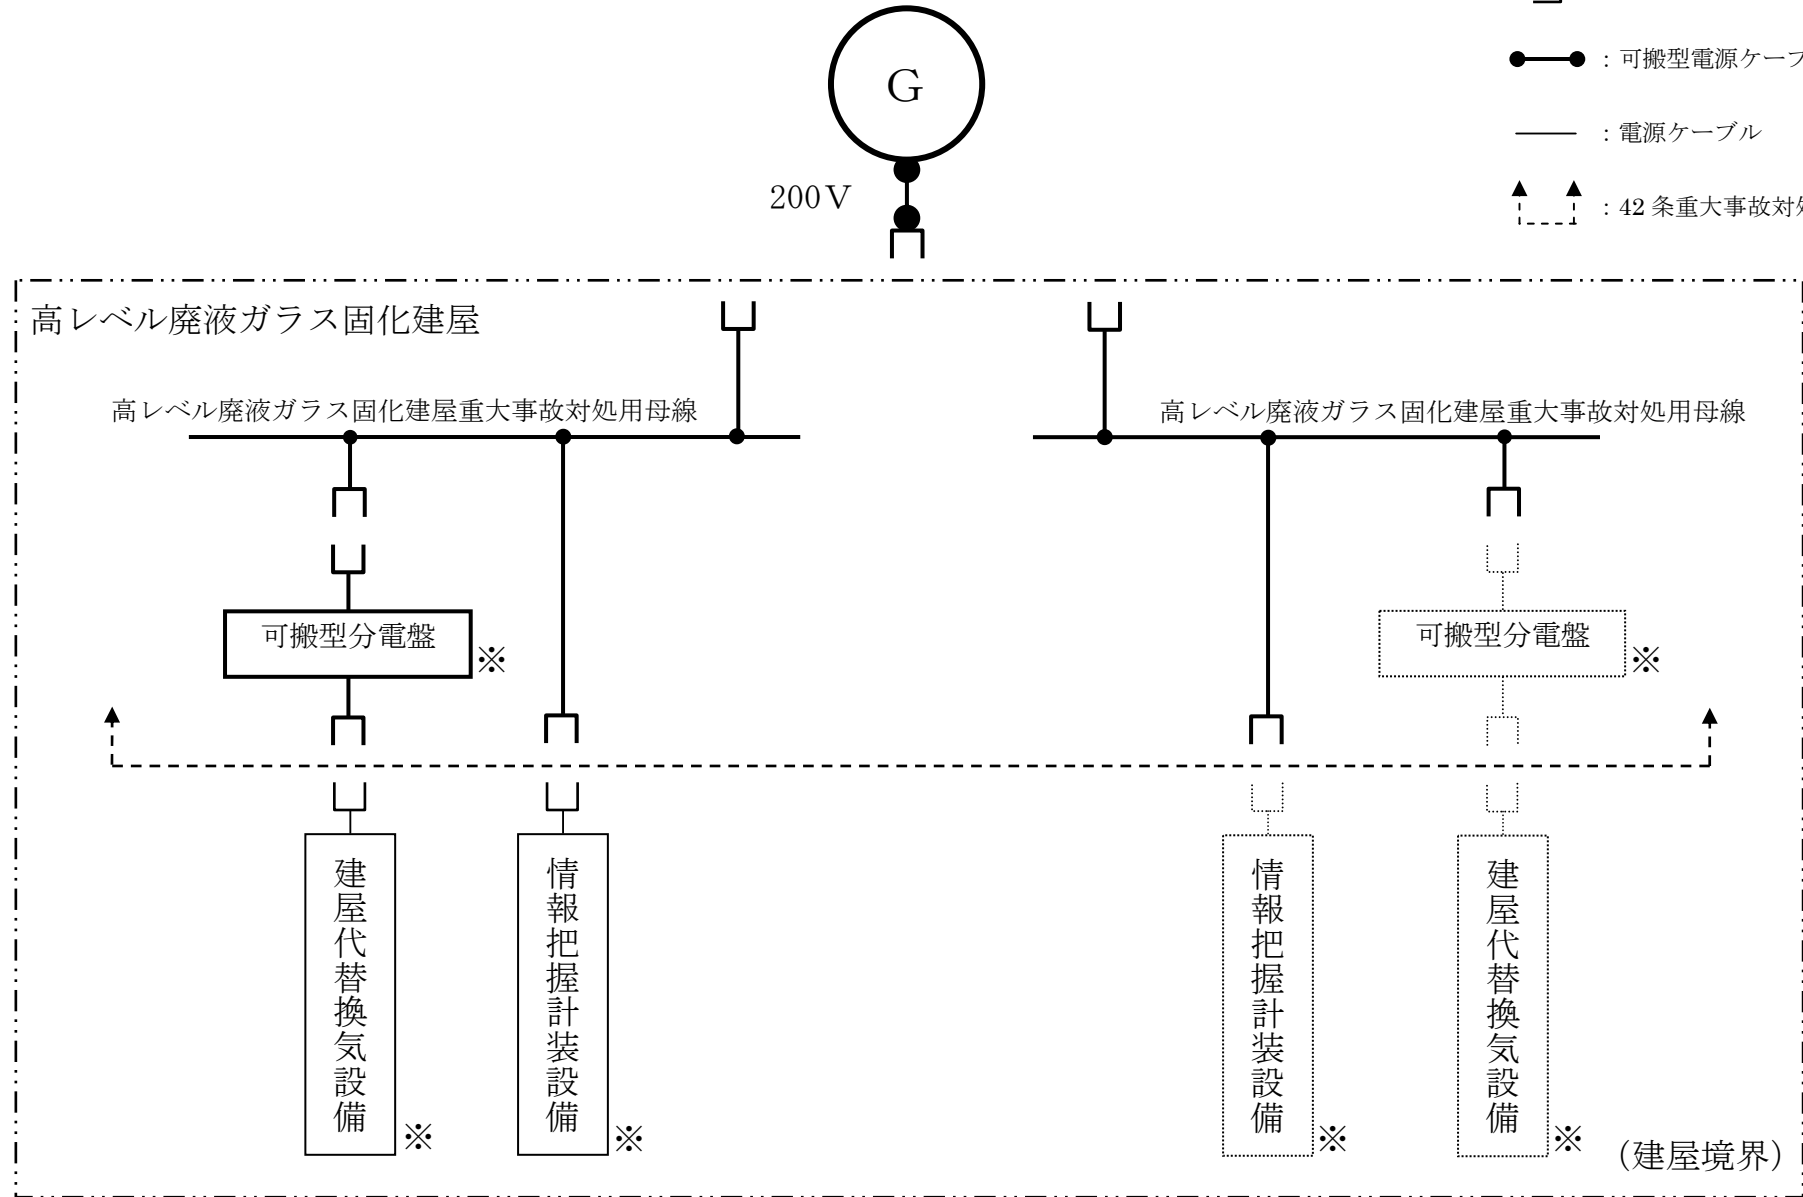 G
200V
: 可搬型電源ケーブ
: 電源ケーブル
: 42 条重大事故対処
高レベル廃液ガラス固化建屋
高レベル廃液ガラス固化建屋重大事故対処用母線
高レベル廃液ガラス固化建屋重大事故対処用母線
可搬型分電盤
※
可搬型分電盤
※
建屋代替換気設備
※
情報把握計装設備
※
情報把握計装設備
※
建屋代替換気設備
※
（建屋境界）